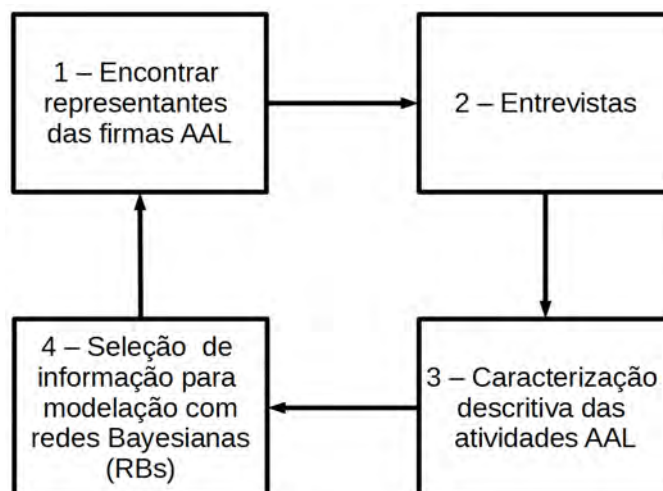 1 – Encontrar
representantes
das firmas AAL
2 – Entrevistas
4 – Seleção de
informação para
modelação com
redes Bayesianas
(RBs)
3 – Caracterização
descritiva das
atividades AAL